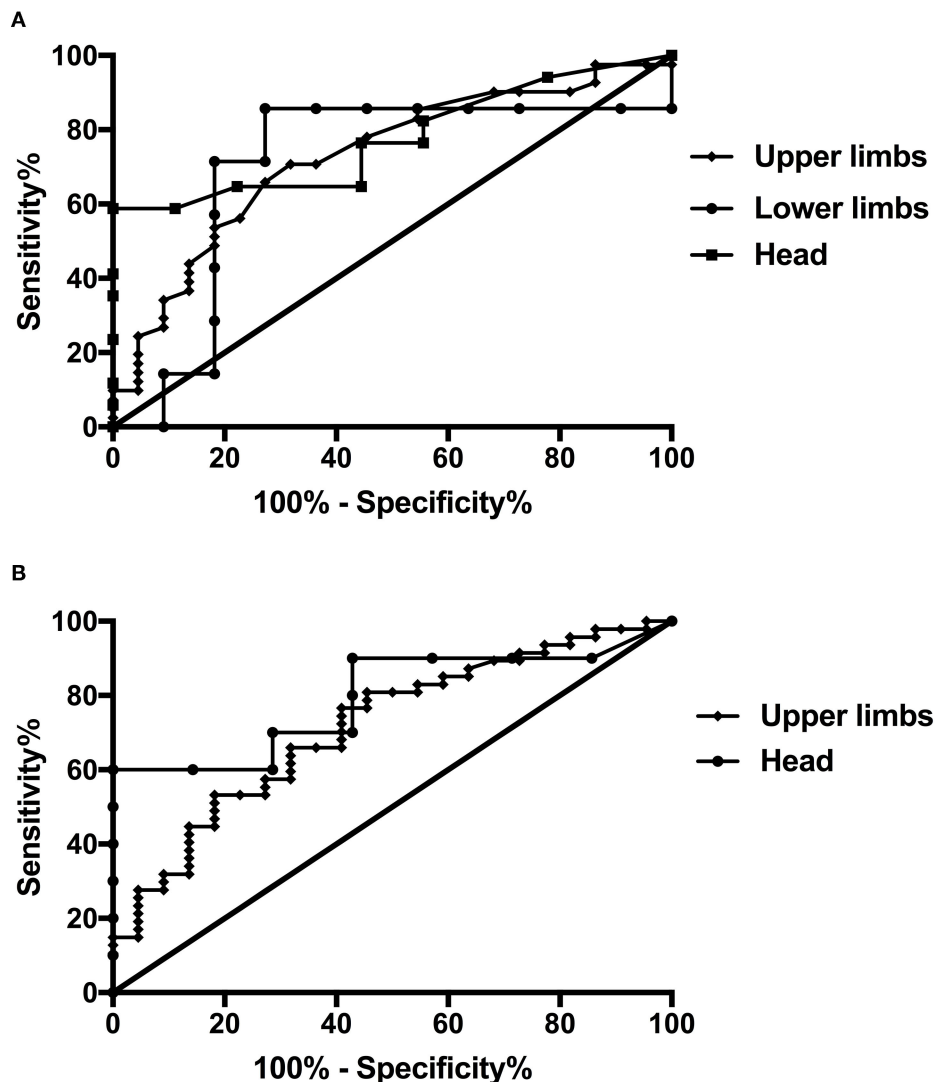 A
100
80
60
40
20
0
Sensitivity%
0 20 40 60 80 100
100% - Specificity%
Upper limbs
Lower limbs
Head
B
100
80
60
40
20
0
Sensitivity%
0 20 40 60 80 100
100% - Specificity%
Upper limbs
Head